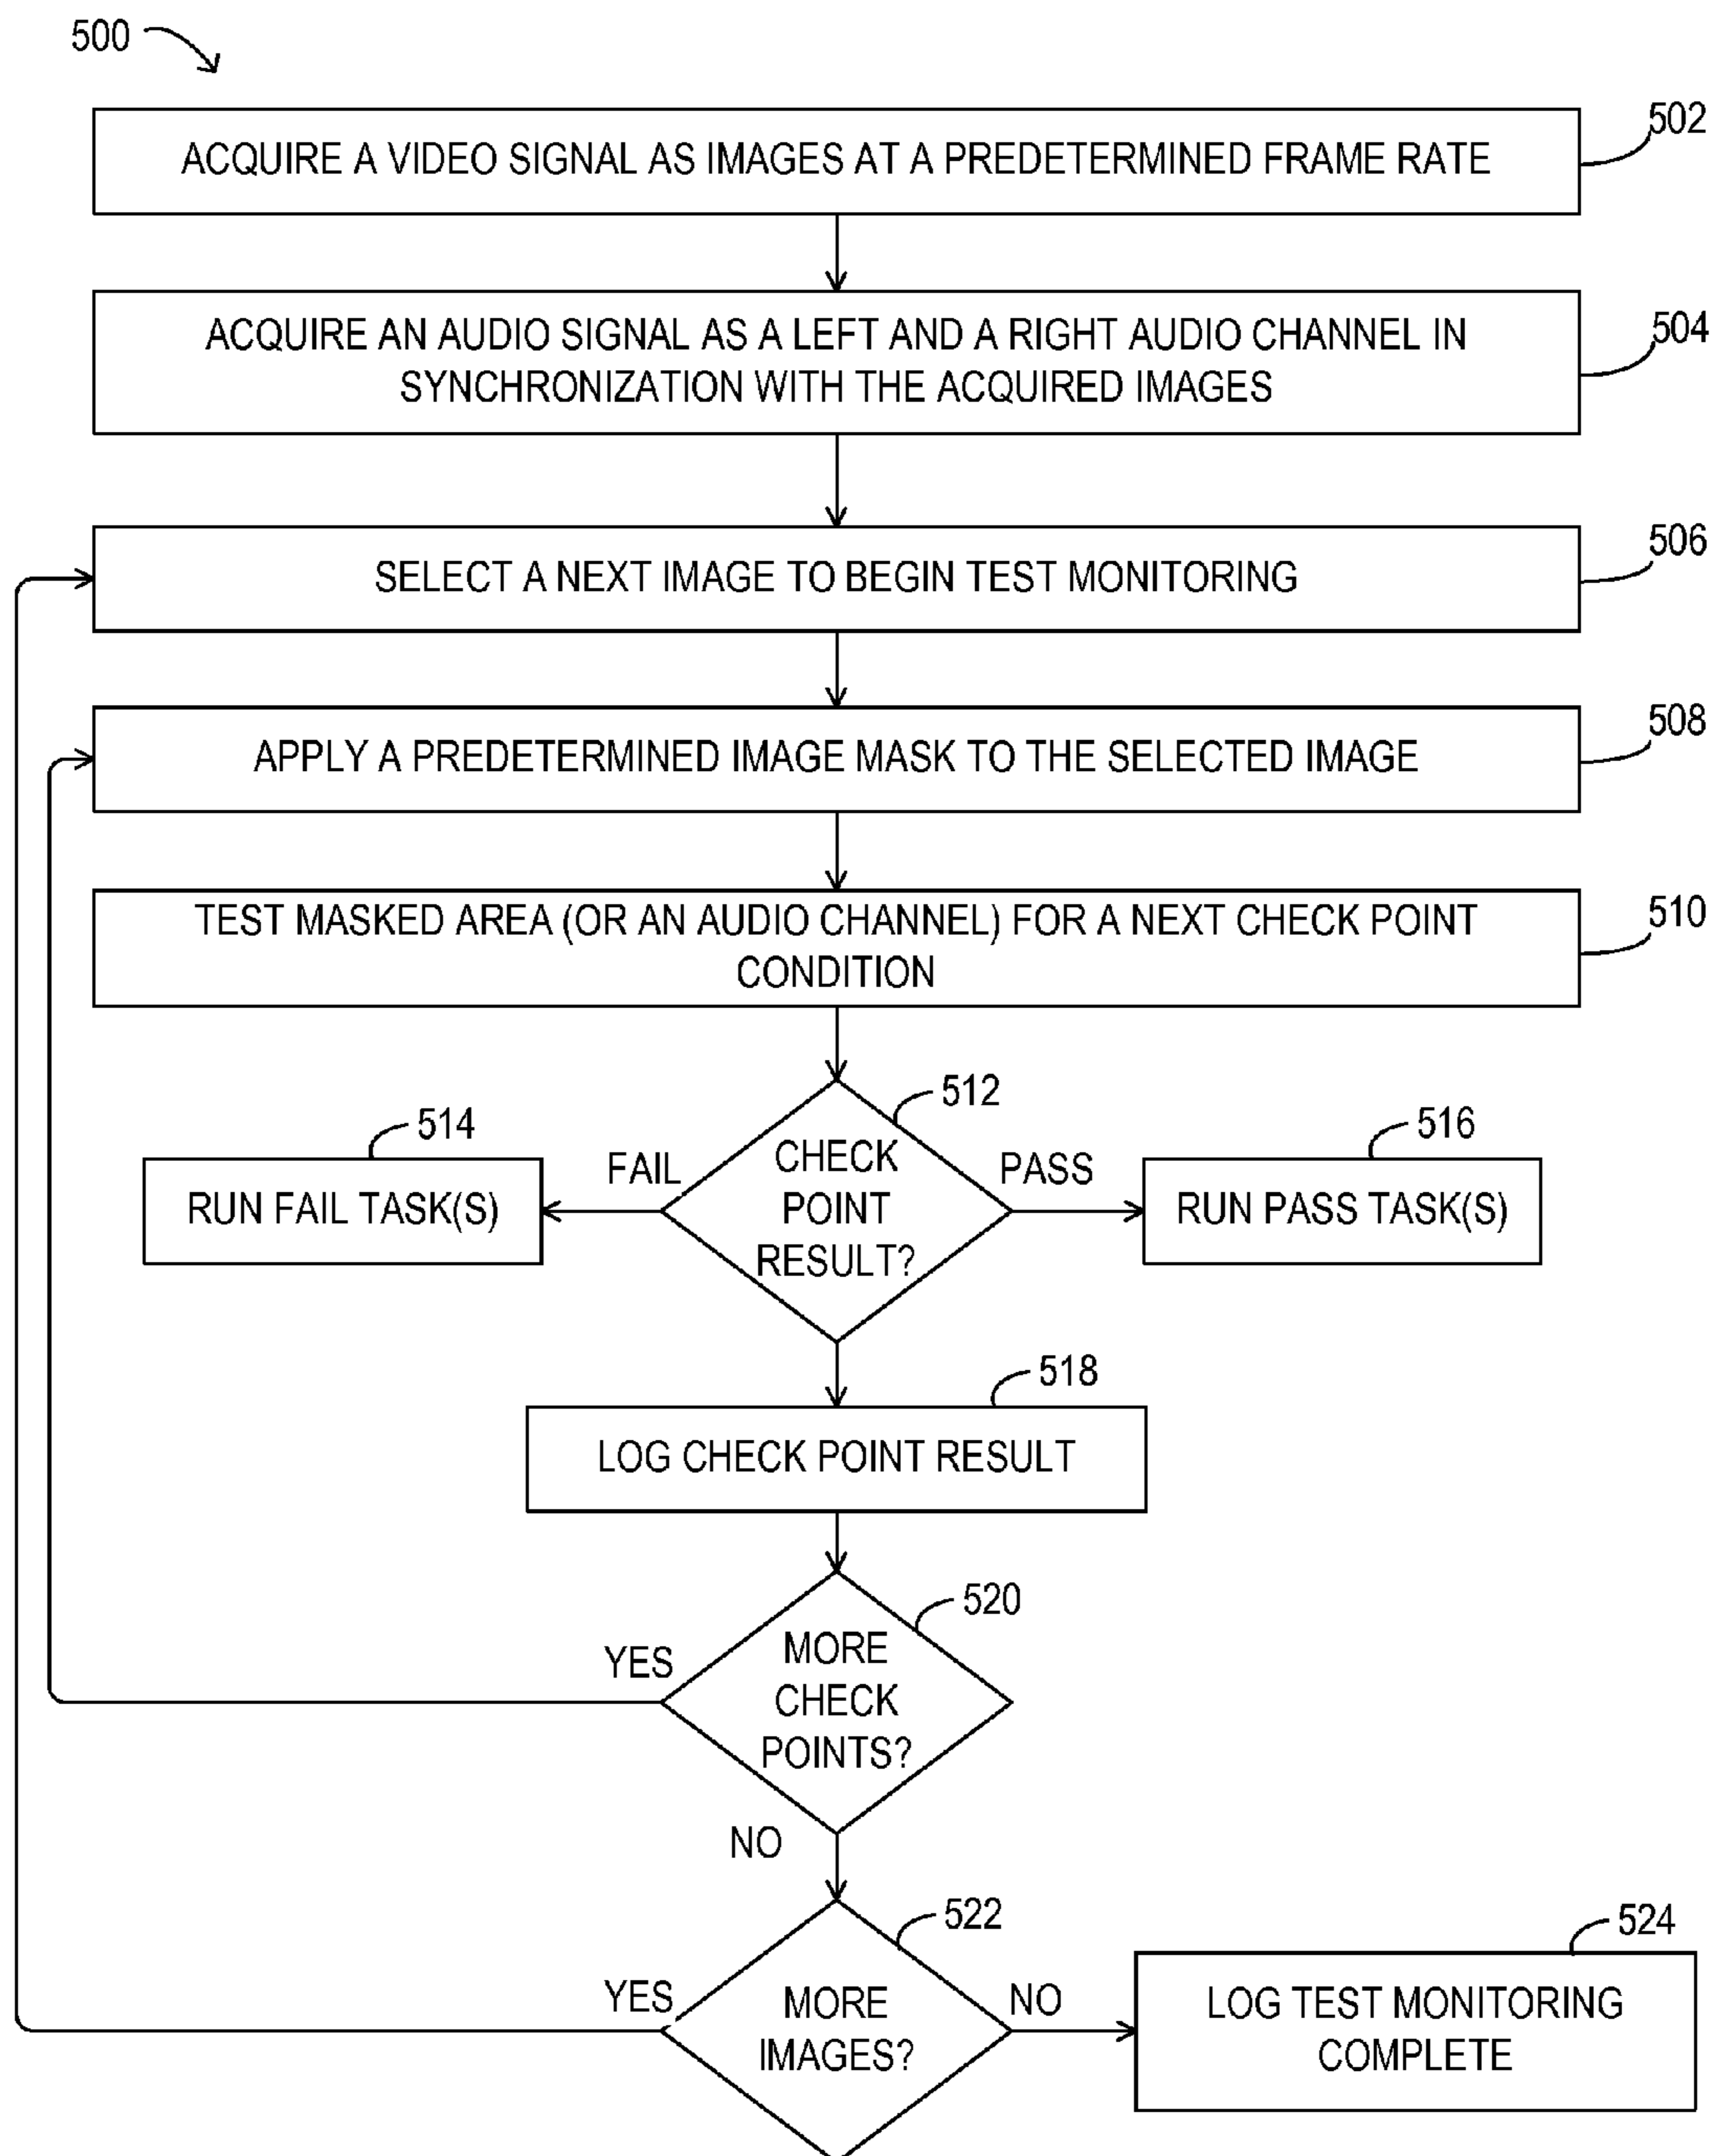 500
ACQUIRE A VIDEO SIGNAL AS IMAGES AT A PREDETERMINED FRAME RATE
502
ACQUIRE AN AUDIO SIGNAL AS A LEFT AND A RIGHT AUDIO CHANNEL IN
SYNCHRONIZATION WITH THE ACQUIRED IMAGES
504
SELECT A NEXT IMAGE TO BEGIN TEST MONITORING
506
APPLY A PREDETERMINED IMAGE MASK TO THE SELECTED IMAGE
508
TEST MASKED AREA (OR AN AUDIO CHANNEL) FOR A NEXT CHECK POINT
CONDITION
510
512
CHECK
POINT
RESULT?
FAIL
PASS
514
RUN FAIL TASK(S)
516
RUN PASS TASK(S)
518
LOG CHECK POINT RESULT
520
MORE
CHECK
POINTS?
YES
NO
522
MORE
IMAGES?
YES
NO
524
LOG TEST MONITORING
COMPLETE